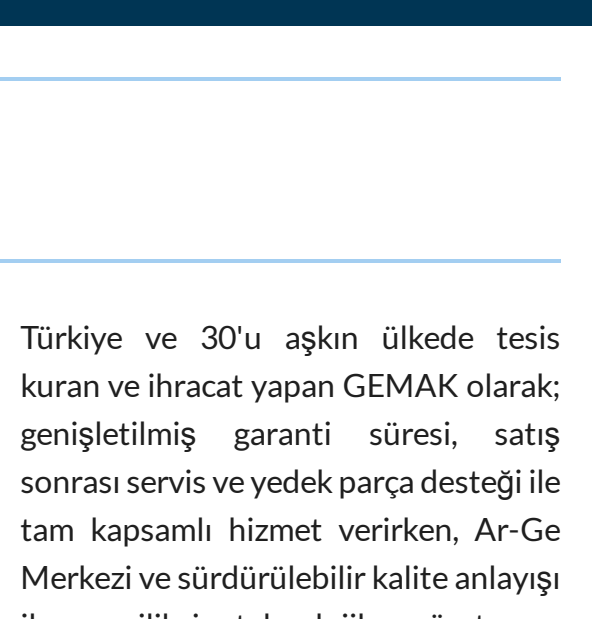 Türkiye ve 30'u aşkın ülkede tesis
kuran ve ihracat yapan GEMAK olarak;
genişletilmiş garanti süresi, satış
sonrası servis ve yedek parça desteği ile
tam kapsamlı hizmet verirken, Ar-Ge
Merkezi ve sürdürülebilir kalite anlayışı